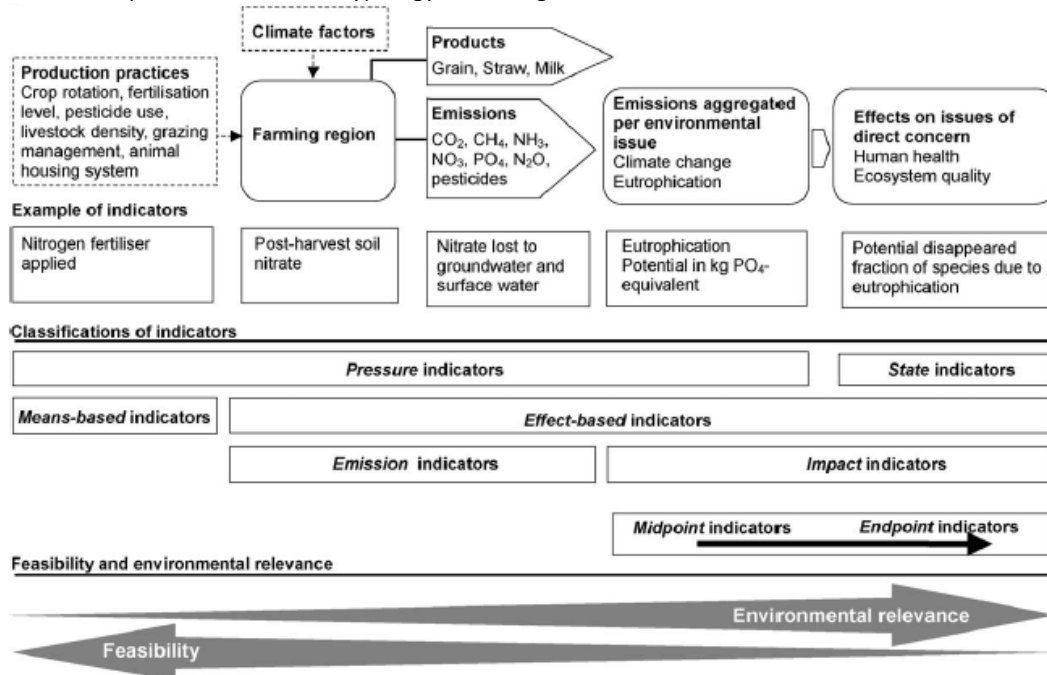 Climate factors
Products
Grain, Straw, Milk
Production practices
Crop rotation, fertilisation
level, pesticide use,
livestock density, grazing
management, animal
housing system
Farming region
Emissions
CO2, CH4, NH3,
NO3, PO4, N2O,
pesticides
Emissions aggregated
per environmental
issue
Climate change
Eutrophication
Effects on issues of
direct concern
Human health
Ecosystem quality
Example of indicators
Nitrogen fertiliser
applied
Post-harvest soil
nitrate
Nitrate lost to
groundwater and
surface water
Eutrophication
Potential in kg PO4-
equivalent
Potential disappeared
fraction of species due to
eutrophication
Classifications of indicators
Pressure indicators
State indicators
Means-based indicators
Effect-based indicators
Emission indicators
Impact indicators
Midpoint indicators
Endpoint indicators
Feasibility and environmental relevance
Environmental relevance
Feasibility